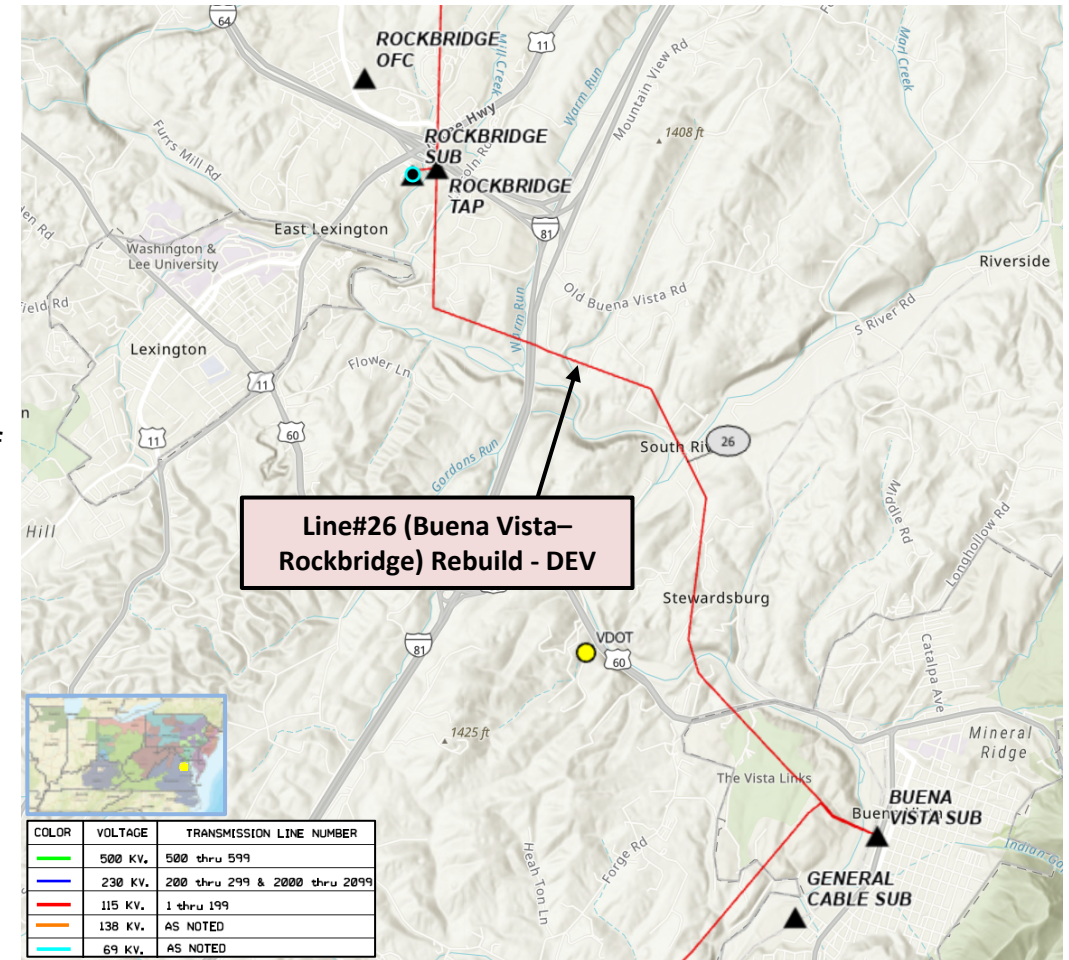 64
ROCKBRIDGE
OFC
Mill Creek
11
Warm Run
Mountain View Rd
Marl Creek
1408 ft
Hwy
ROCKBRIDGE
SUB
ROCKBRIDGE
TAP
Furrs Mill Rd
East Lexington
81
Washington &
Lee University
Riverside
Old Buena Vista Rd
S River Rd
Warm Run
Lexington
Flower Ln
11
60
11
South Ri
26
Gordons Run
Middle Rd
Longhollow Rd
Hill
Line#26 (Buena Vista–
Rockbridge) Rebuild - DEV
Stewardsburg
81
VDOT
60
Catalpa Ave
1425 ft
Mineral
Ridge
The Vista Links
BUENA
VISTA SUB
Forge Rd
Heah Ton Ln
GENERAL
CABLE SUB
COLOR VOLTAGE TRANSMISSION LINE NUMBER
500 KV. 500 thru 599
230 KV. 200 thru 299 & 2000 thru 2099
115 KV. 1 thru 199
138 KV. AS NOTED
69 KV. AS NOTED